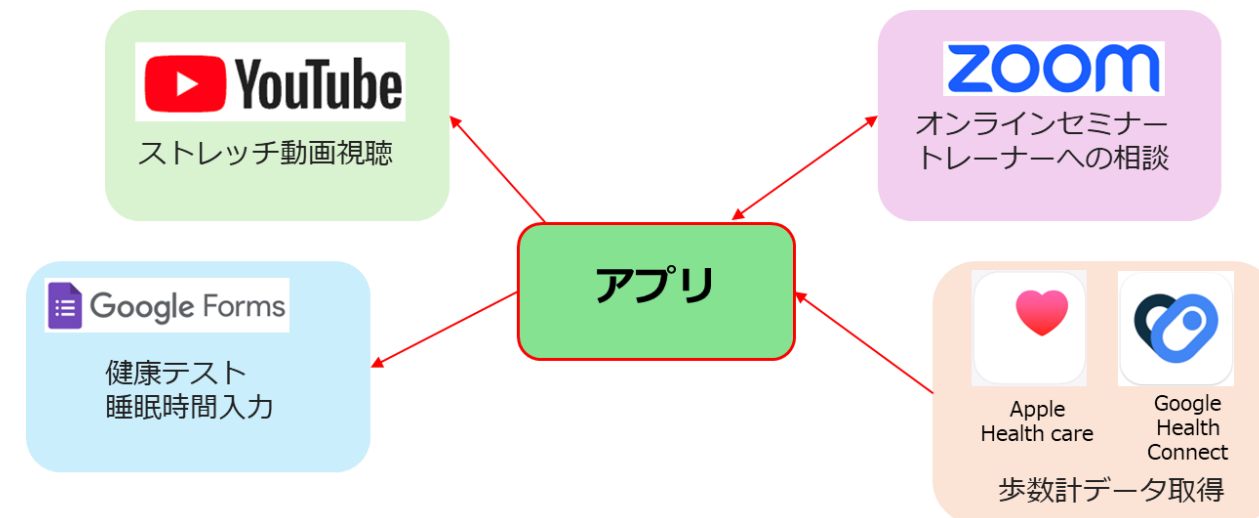 YouTube
ストレッチ動画視聴
zoom
オンラインセミナー
トレーナーへの相談
アプリ
Google Forms
健康テスト
睡眠時間入力
Apple
Health care
Google
Health
Connect
歩数計データ取得